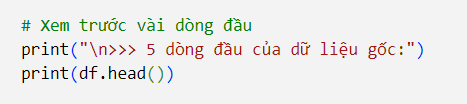 # Xem trước vài dòng đầu
print("\n>>> 5 dòng đầu của dữ liệu gốc:")
print(df.head())